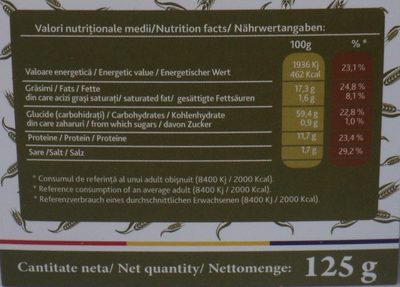 Valori nutriționale medii/Nutrition facts/ Nährwertangaben:
100g % *
Valoare energetică / Energetic value / Energetischer Wert 1936 Kj 462 Kcal 23,1 %
Grăsimi / Fats / Fette 17,3 g 24,8 %
din care acizi grași saturați/ saturated fat/ gesättigte Fettsäuren 1,6 g 8,1 %
Glucide (carbohidrați) / Carbohydrates / Kohlenhydrate 59,4 g 22,8 %
din care zaharuri / from which sugars / davon Zucker 0,9 g 1,0 %
Proteine / Protein / Proteine 11,7 g 23,4 %
Sare /Salt / Salz 1,7 g 29,2 %
* Consumul de referință al unui adult obișnuit (8400 Kj / 2000 Kcal).
* Reference consumption of an average adult (8400 Kj / 2000 Kcal).
* Referenzverbrauch eines durchschnittlichen Erwachsenen (8400 Kj / 2000 Kcal).
Cantitate neta/ Net quantity/ Nettomenge: 125 g